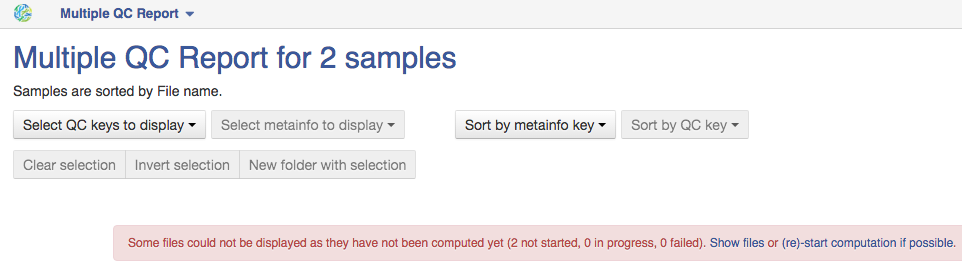 Multiple QC Report
Multiple QC Report for 2 samples
Samples are sorted by File name.
Select QC keys to display Select metainfo to display Sort by metainfo key Sort by QC key
Clear selection Invert selection New folder with selection
Some files could not be displayed as they have not been computed yet (2 not started, 0 in progress, 0 failed). Show files or (re)-start computation if possible.